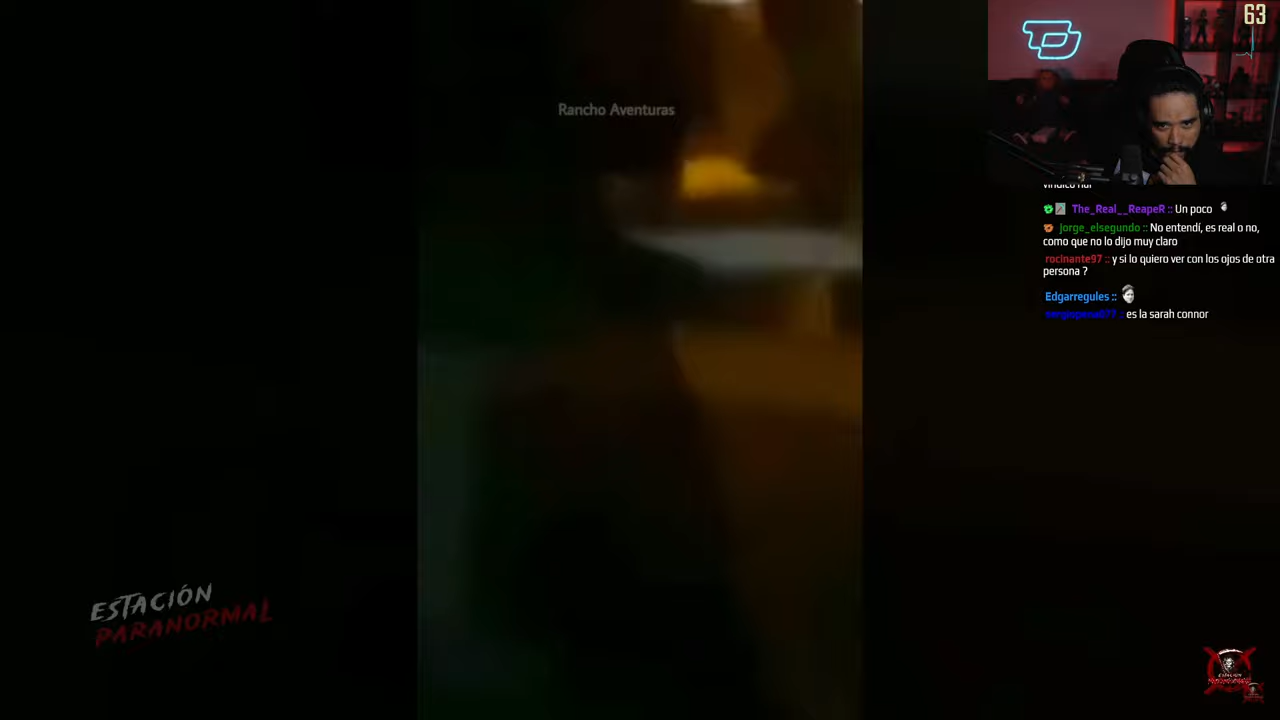 63
Rancho Aventuras
The_Real__ReapeR :: Un poco
Jorge_elsegundo :: No entendí, es real o no,
como que no lo dijo muy claro
rocinante97 :: y si lo quiero ver con los ojos de otra
persona ?
Edgarregules ::
es la sarah connor
ESTACIÓN
PARANORMAL